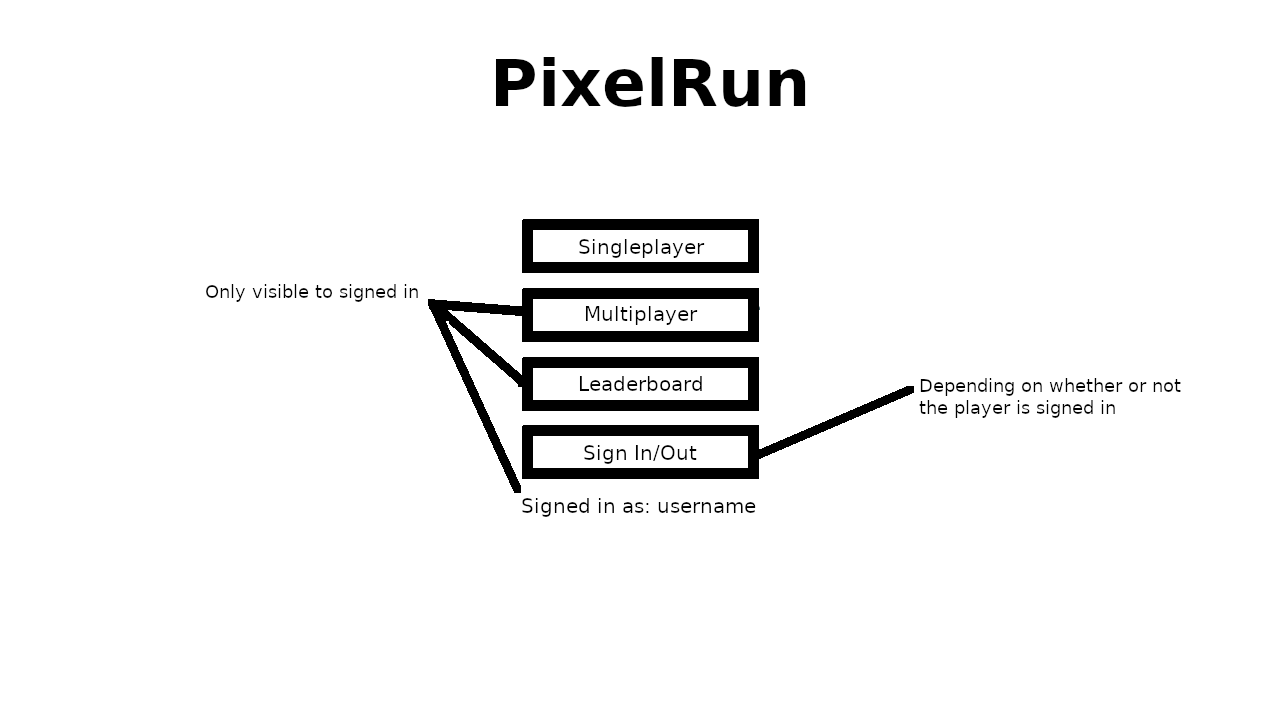 PixelRun
Singleplayer
Only visible to signed in
Multiplayer
Leaderboard
Depending on whether or not
the player is signed in
Sign In/Out
Signed in as: username